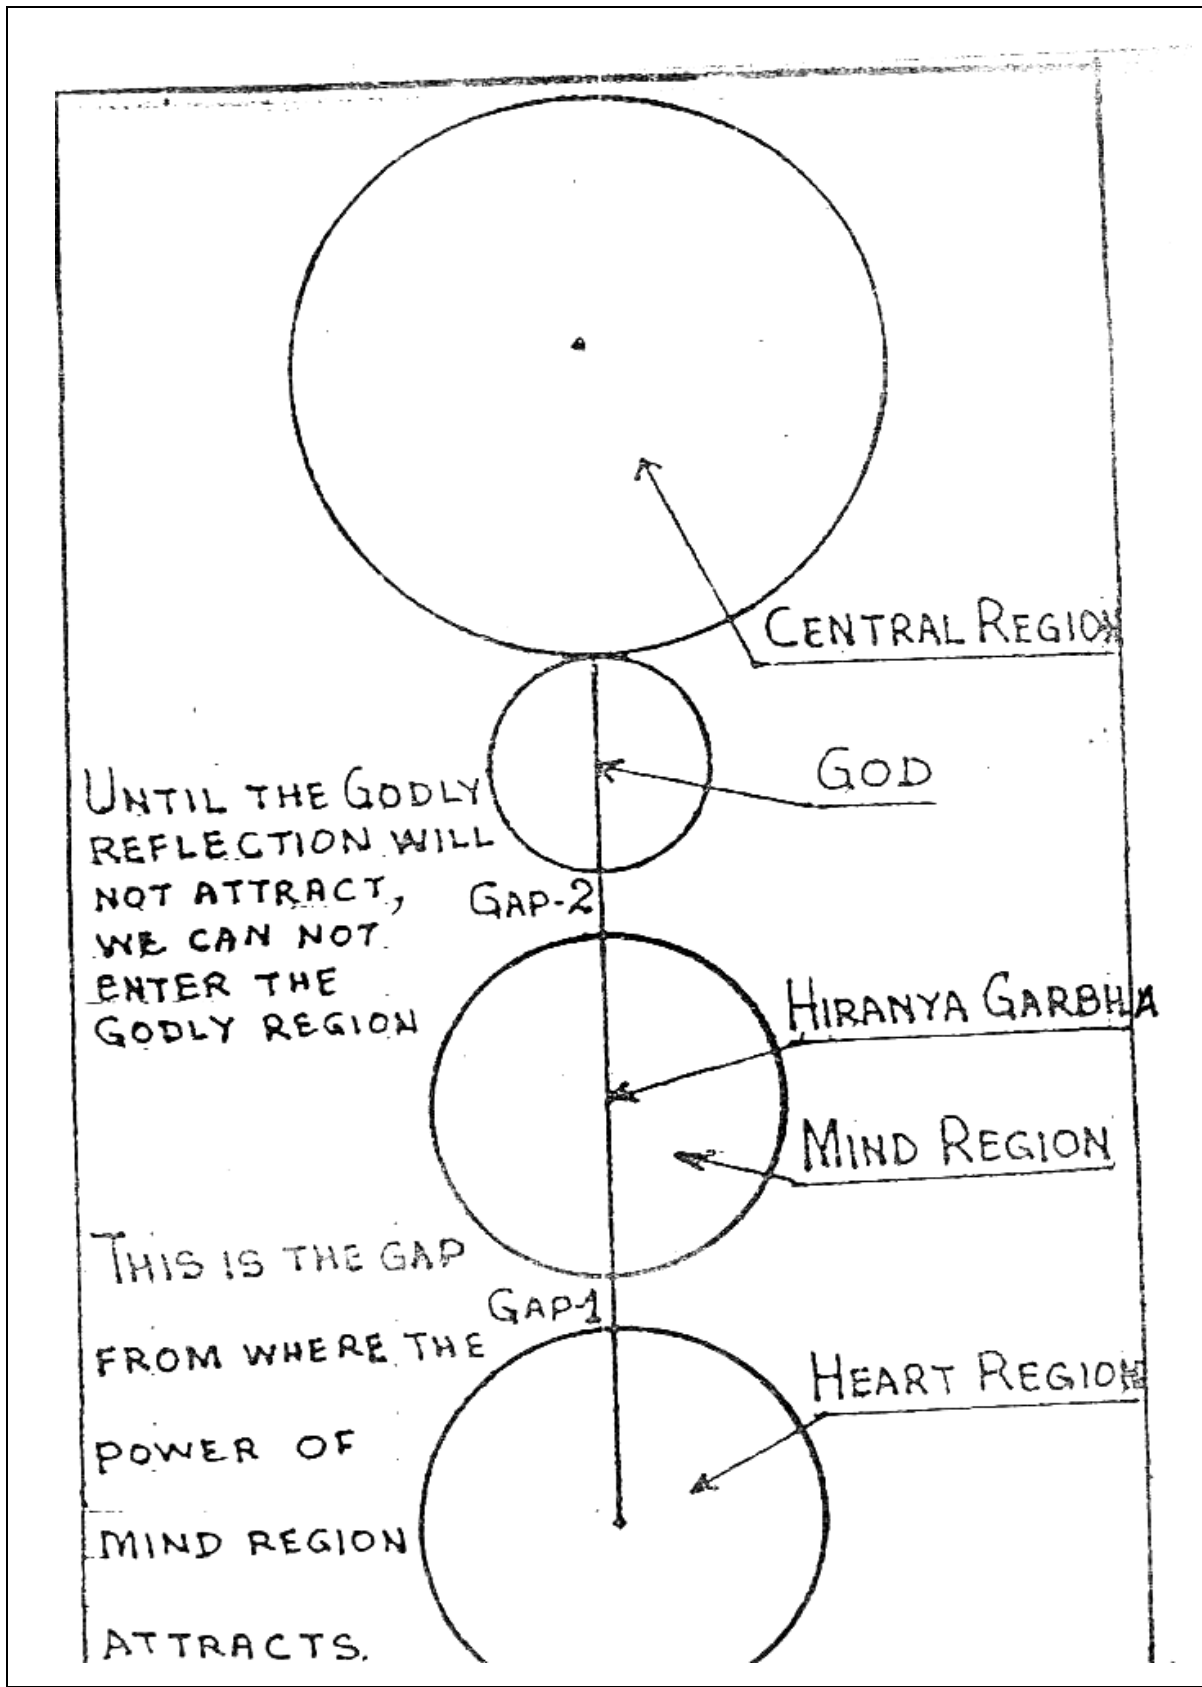 CENTRAL REGION
GOD
UNTIL THE GODLY
REFLECTION WILL
NOT ATTRACT,
WE CAN NOT
ENTER THE
GODLY REGION
GAP-2
HIRANYA GARBHA
MIND REGION
THIS IS THE GAP
FROM WHERE THE
POWER OF
MIND REGION
ATTRACTS.
GAP-1
HEART REGION